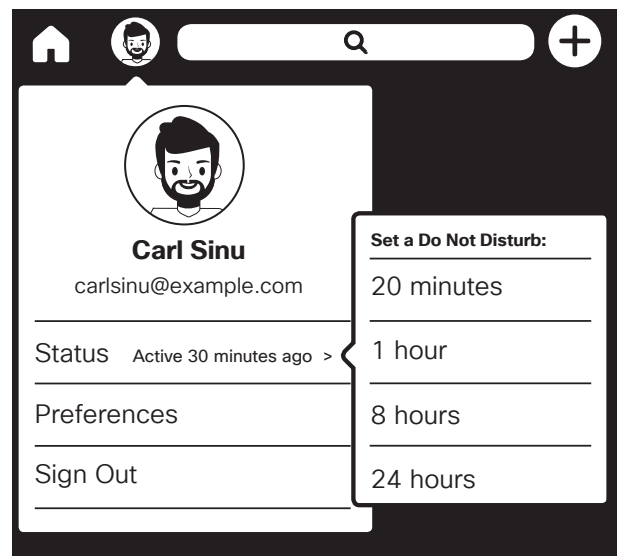 Carl Sinu
carlsinu@example.com
Status Active 30 minutes ago >
Preferences
Sign Out
Set a Do Not Disturb:
20 minutes
1 hour
8 hours
24 hours